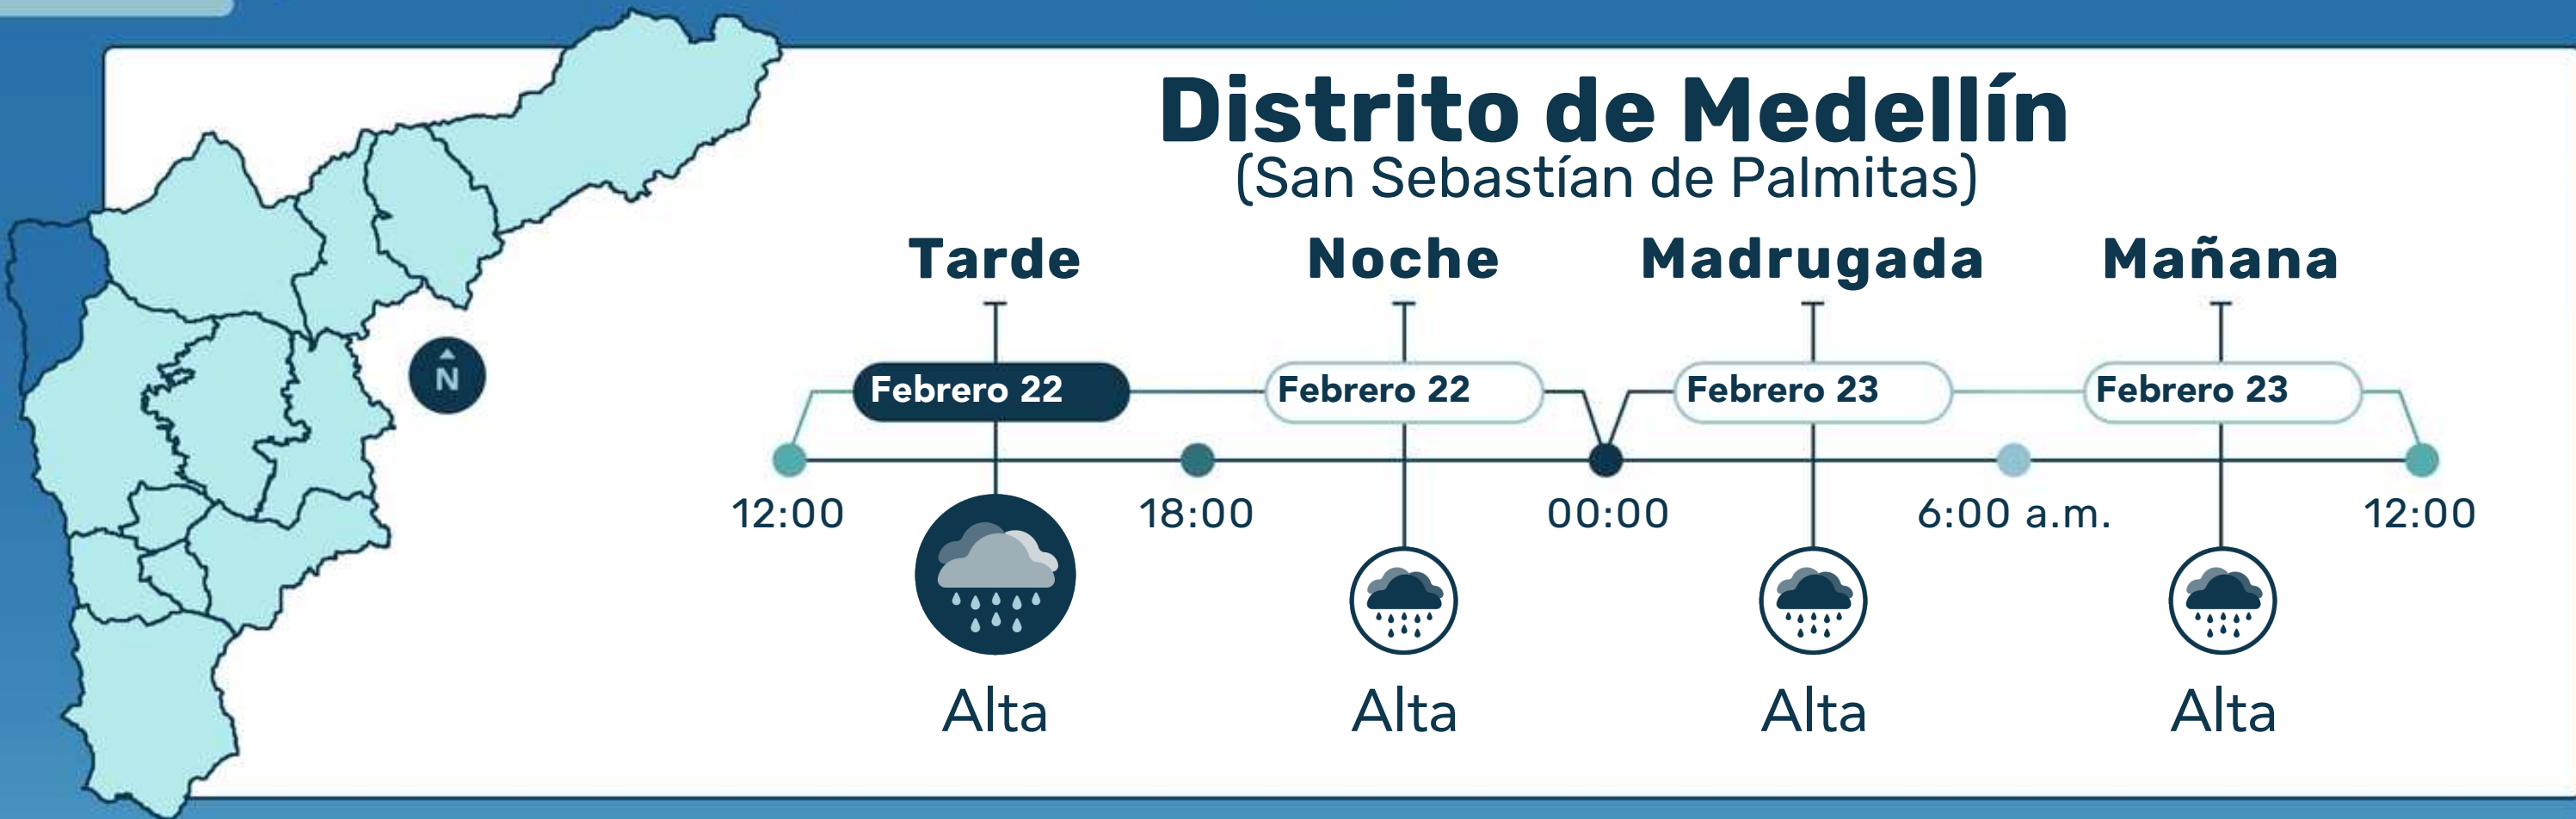 Distrito de Medellín
(San Sebastían de Palmitas)
Tarde Noche Madrugada Mañana
N
Febrero 22 Febrero 22 Febrero 23 Febrero 23
12:00 18:00 00:00 6:00 a.m. 12:00
Alta Alta Alta Alta